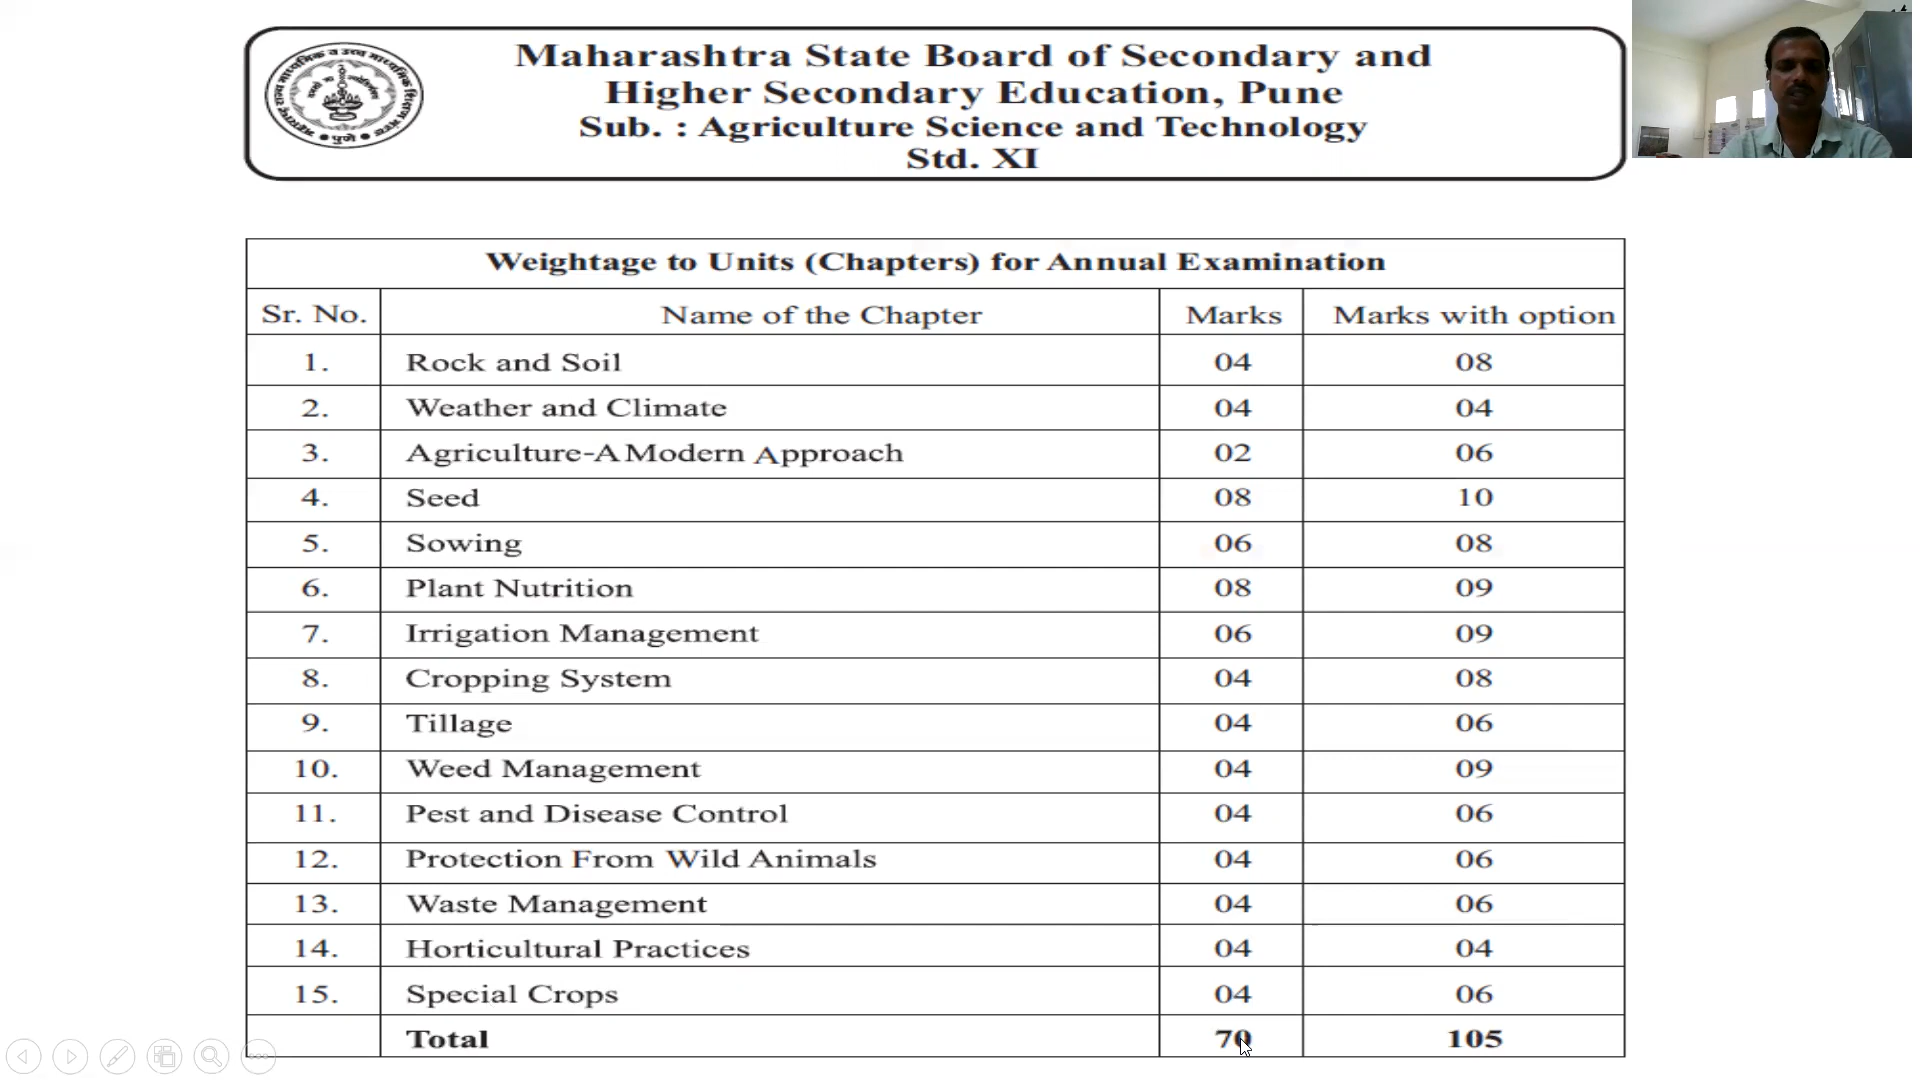 Maharashtra State Board of Secondary and
Higher Secondary Education, Pune
Sub. : Agriculture Science and Technology
Std. XI
पुणे
Weightage to Units (Chapters) for Annual Examination
Sr. No. Name of the Chapter Marks Marks with option
1. Rock and Soil 04 08
2. Weather and Climate 04 04
3. Agriculture-A Modern Approach 02 06
4. Seed 08 10
5. Sowing 06 08
6. Plant Nutrition 08 09
7. Irrigation Management 06 09
8. Cropping System 04 08
9. Tillage 04 06
10. Weed Management 04 09
11. Pest and Disease Control 04 06
12. Protection From Wild Animals 04 06
13. Waste Management 04 06
14. Horticultural Practices 04 04
15. Special Crops 04 06
Total 70 105